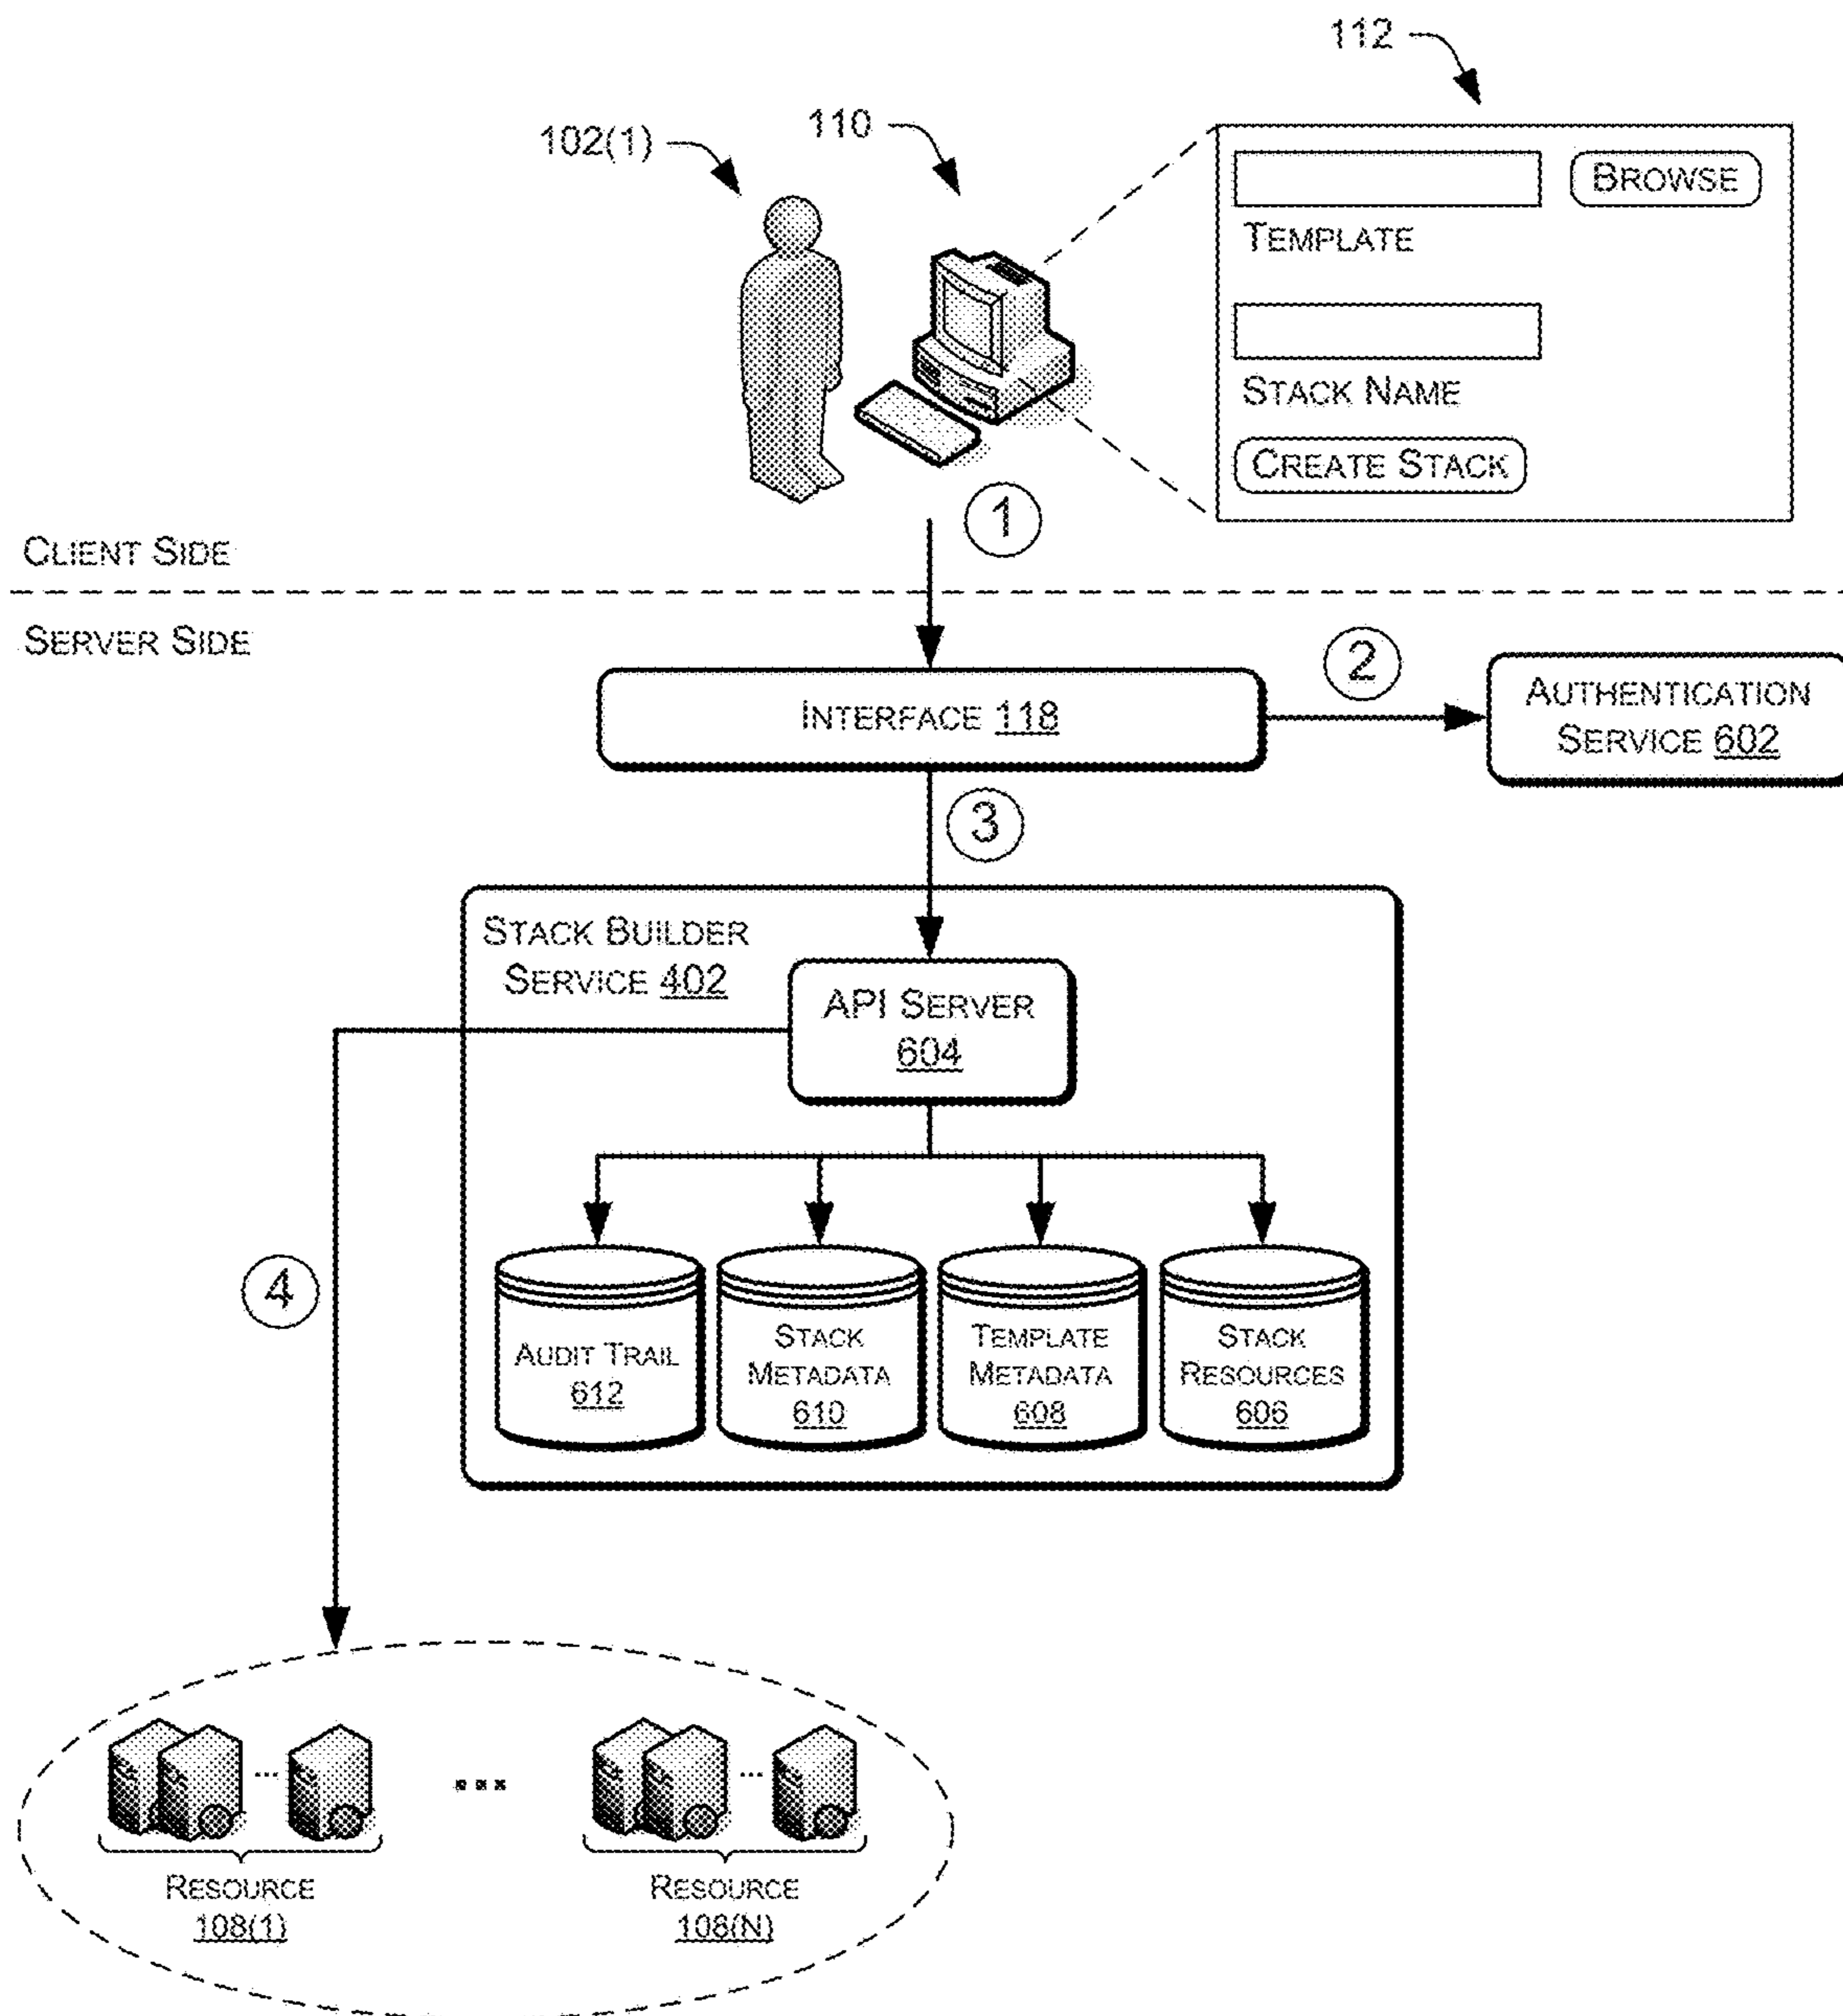 112
102(1)
110
BROWSE
TEMPLATE
STACK NAME
CREATE STACK
1
CLIENT SIDE
SERVER SIDE
2
INTERFACE 118
AUTHENTICATION
SERVICE 602
3
STACK BUILDER
SERVICE 402
API SERVER
604
4
AUDIT TRAIL
612
STACK
METADATA
610
TEMPLATE
METADATA
608
STACK
RESOURCES
606
...
...
...
RESOURCE
108(1)
RESOURCE
108(N)